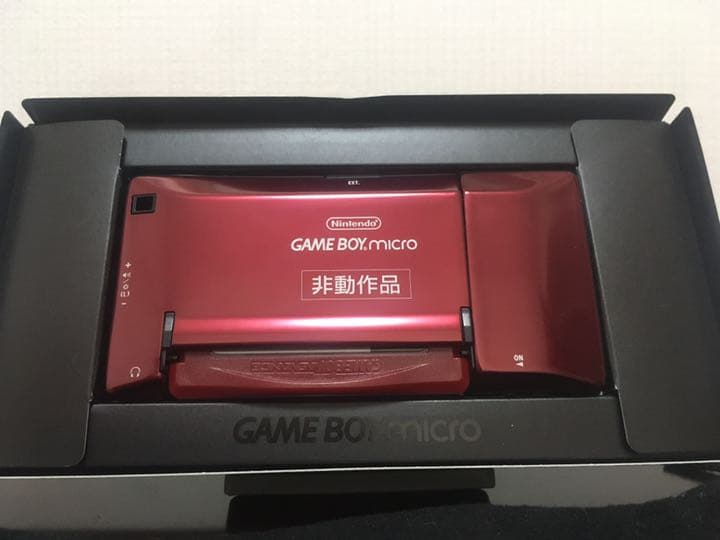 EXT.
Nintendo
GAME BOY micro
非動作品
ON
GAME BOY micro